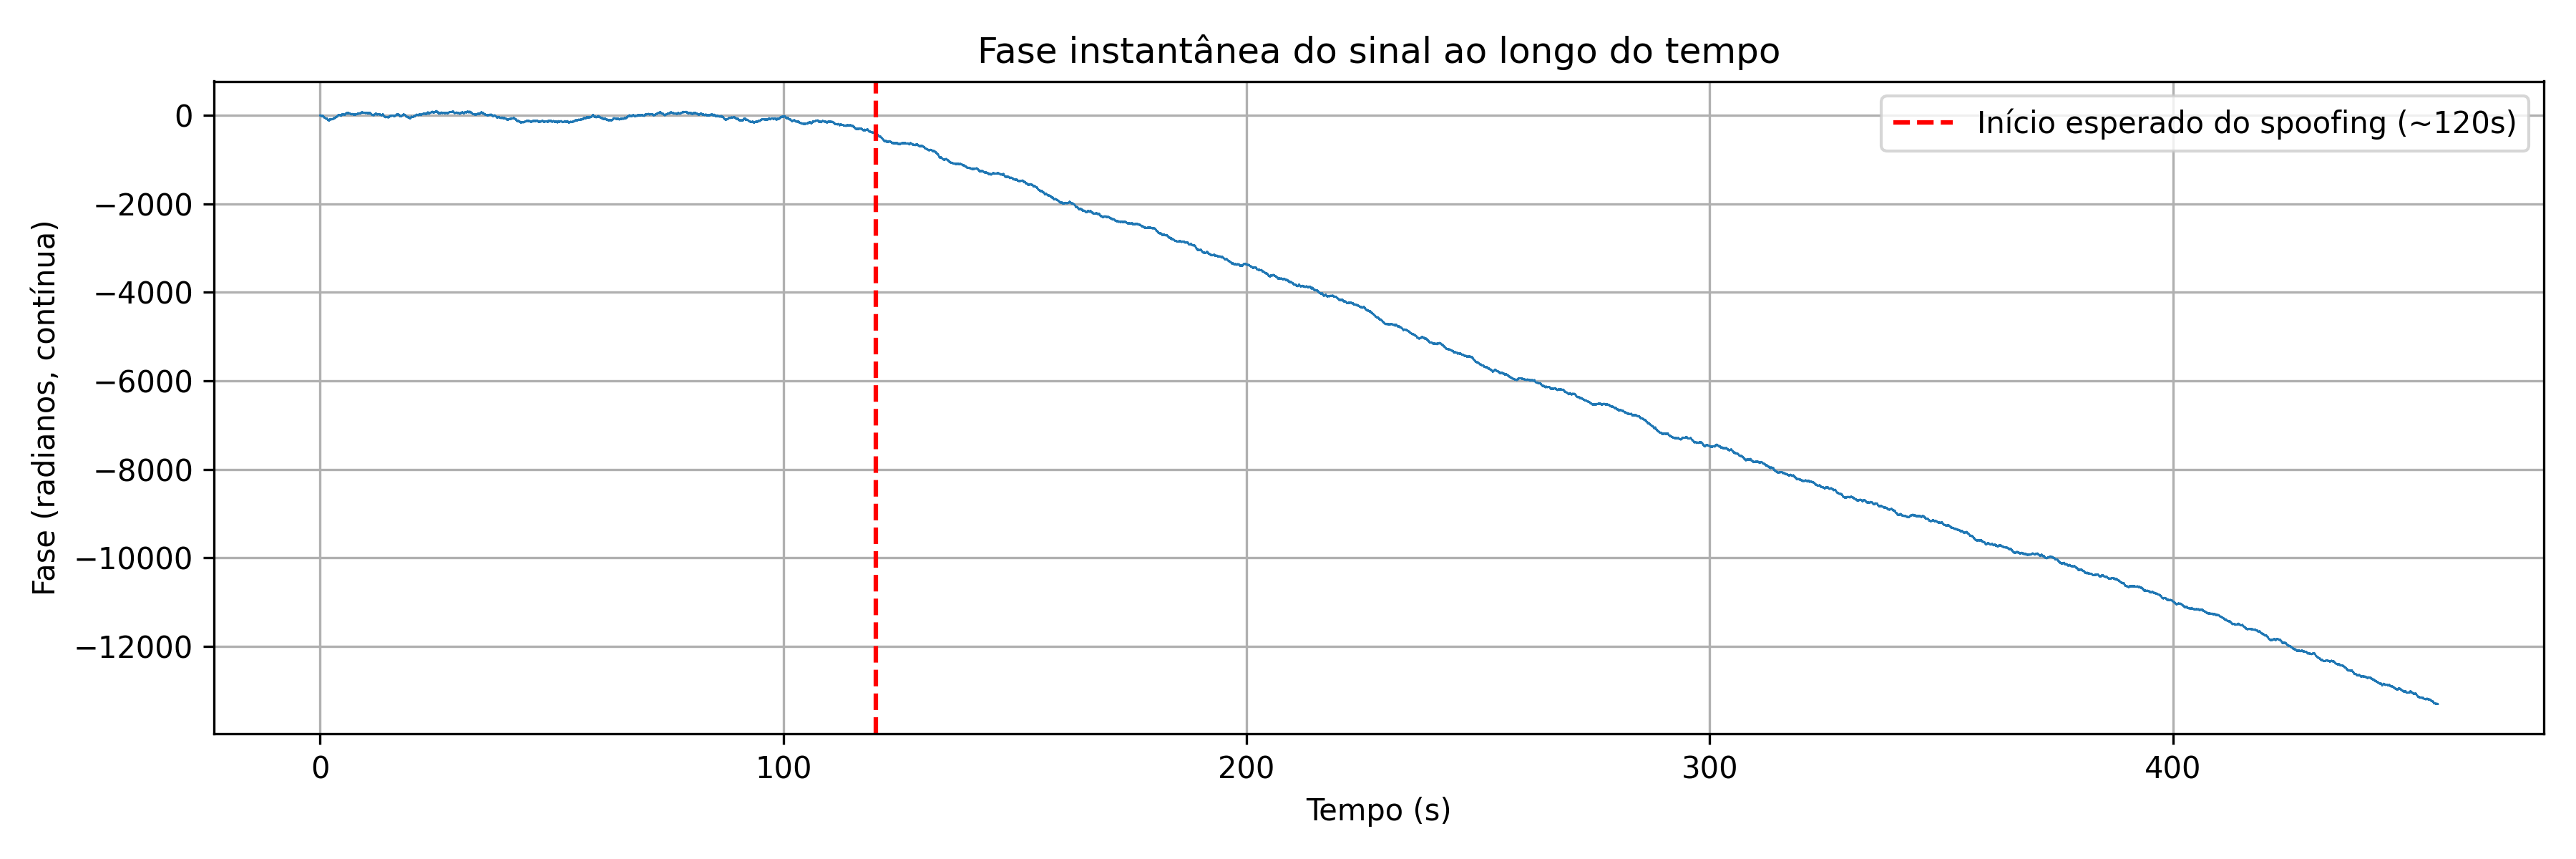 Fase instantânea do sinal ao longo do tempo
Início esperado do spoofing (~120s)
Fase (radianos, contínua)
0
−2000
−4000
−6000
−8000
−10000
−12000
0 100 200 300 400
Tempo (s)